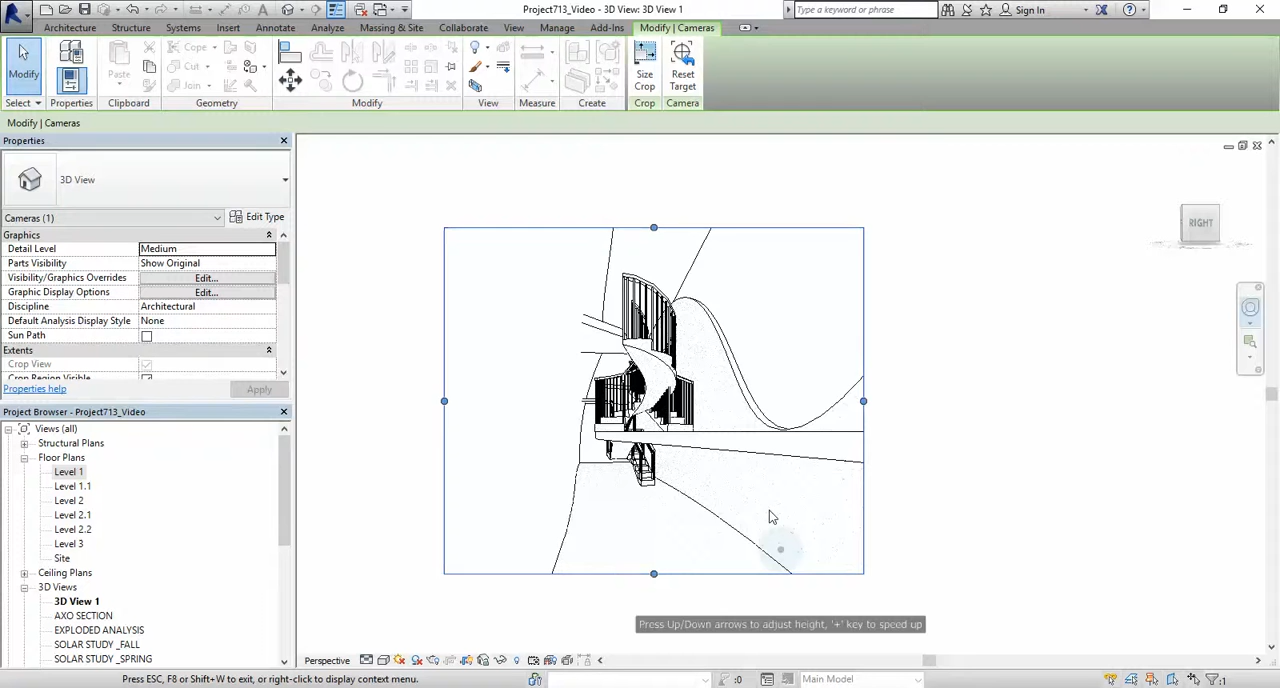 Project713_Video - 3D View: 3D View 1
Type a keyword or phrase
Sign In
Architecture Structure Systems Insert Annotate Analyze Massing & Site Collaborate View Manage Add-Ins Modify | Cameras
Modify
Paste
Cope
Cut
Join
Size Crop
Reset Target
Select Properties Clipboard Geometry Modify View Measure Create Crop Camera
Modify | Cameras
Properties
3D View
Cameras (1) Edit Type
Graphics
Detail Level Medium
Parts Visibility Show Original
Visibility/Graphics Overrides Edit...
Graphic Display Options Edit...
Discipline Architectural
Default Analysis Display Style None
Sun Path
Extents
Crop View
Crop Region Visible
Properties help Apply
Project Browser - Project713_Video
Views (all)
Structural Plans
Floor Plans
Level 1
Level 1.1
Level 2
Level 2.1
Level 2.2
Level 3
Site
Ceiling Plans
3D Views
3D View 1
AXO SECTION
EXPLODED ANALYSIS
SOLAR STUDY _FALL
SOLAR STUDY _SPRING
RIGHT
Press Up/Down arrows to adjust height, '+' key to speed up
Perspective
Press ESC, F8 or Shift+W to exit, or right-click to display context menu.
:0
Main Model
:1